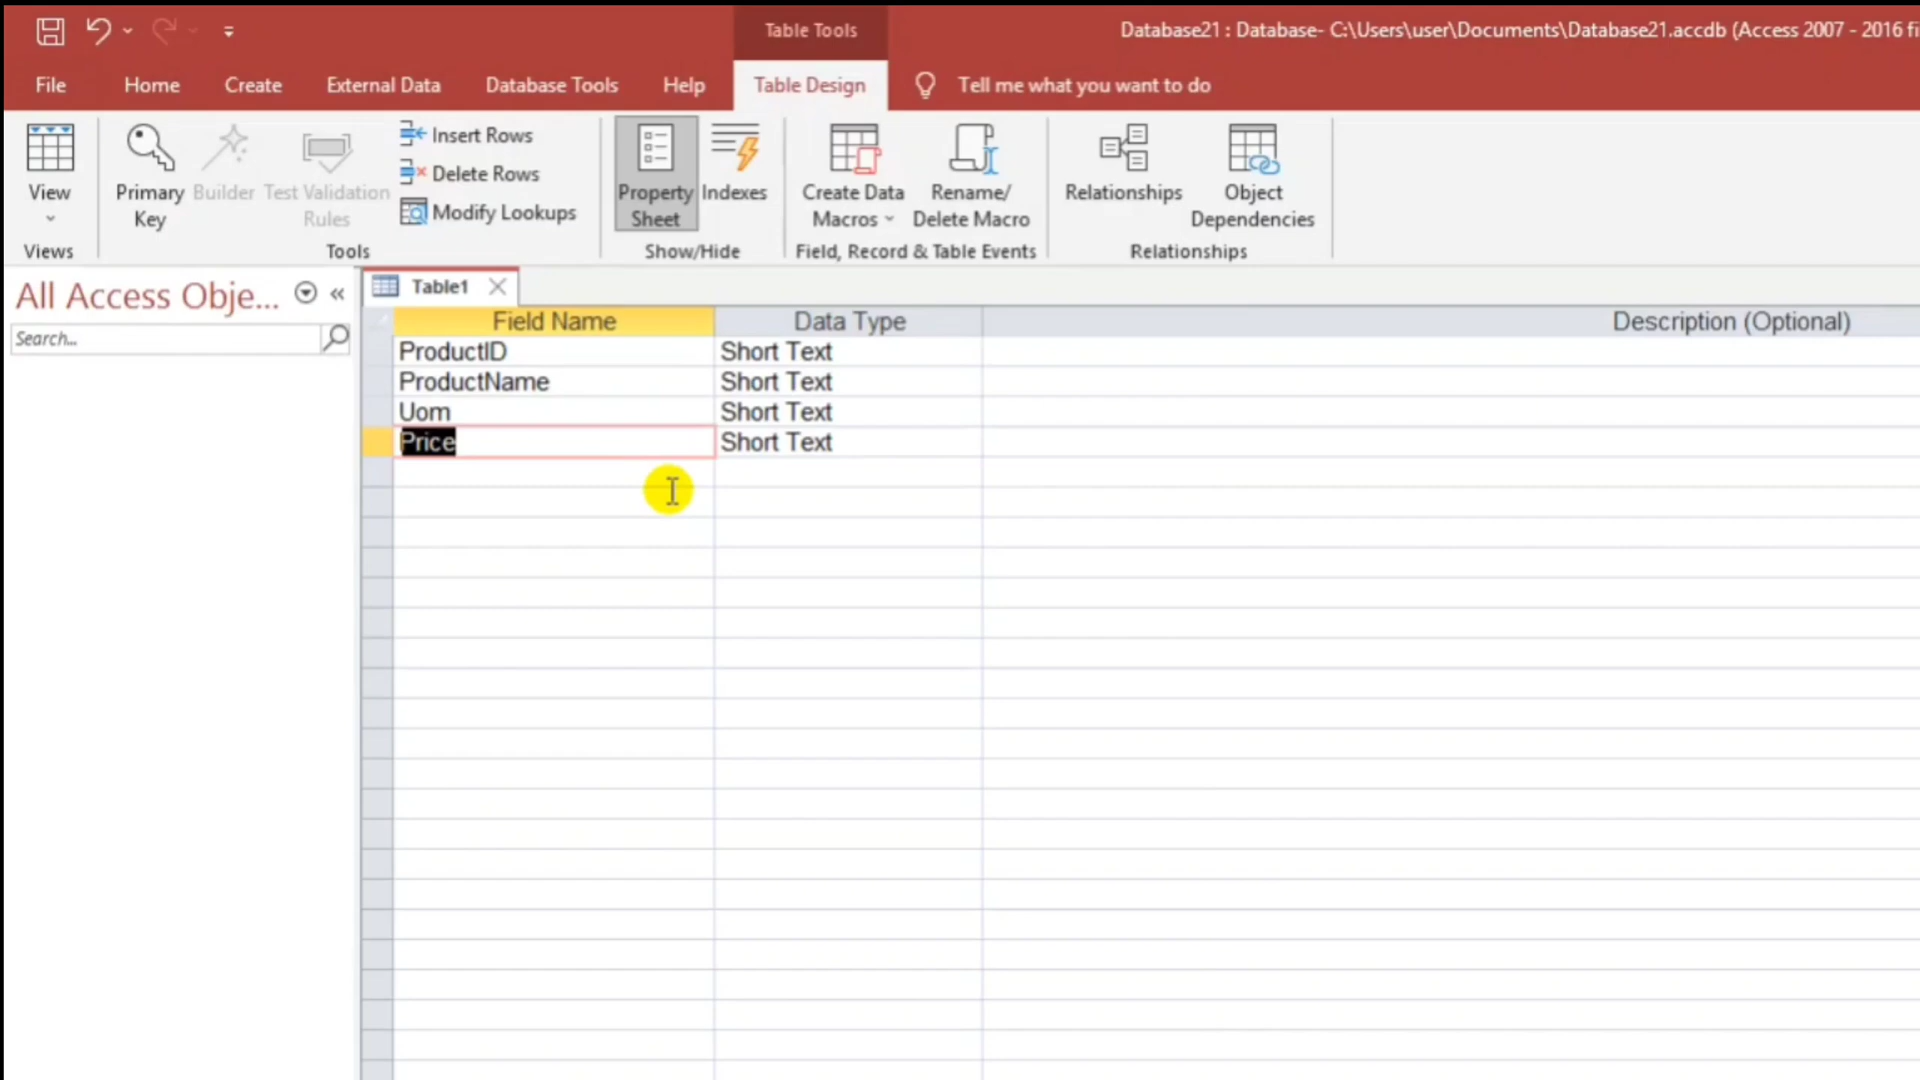 Table Tools
Database21 : Database- C:\Users\user\Documents\Database21.accdb (Access 2007 - 2016 fi
File
Home
Create
External Data
Database Tools
Help
Table Design
Tell me what you want to do
View
Primary Key
Builder
Test Validation Rules
Insert Rows
Delete Rows
Modify Lookups
Property Sheet
Indexes
Create Data Macros
Rename/ Delete Macro
Relationships
Object Dependencies
Views
Tools
Show/Hide
Field, Record & Table Events
Relationships
All Access Obje...
Search...
Table1
Field Name
Data Type
Description (Optional)
ProductID
Short Text
ProductName
Short Text
Uom
Short Text
Price
Short Text